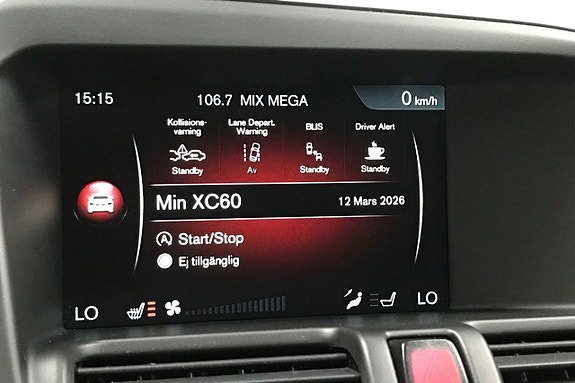 15:15 106.7 MIX MEGA 0 km/h
Kollisions- Lane Depart. BLIS Driver Alert
varning Warning
Standby Av Standby Standby
Min XC60 12 Mars 2026
Start/Stop
Ej tillgänglig
LO LO